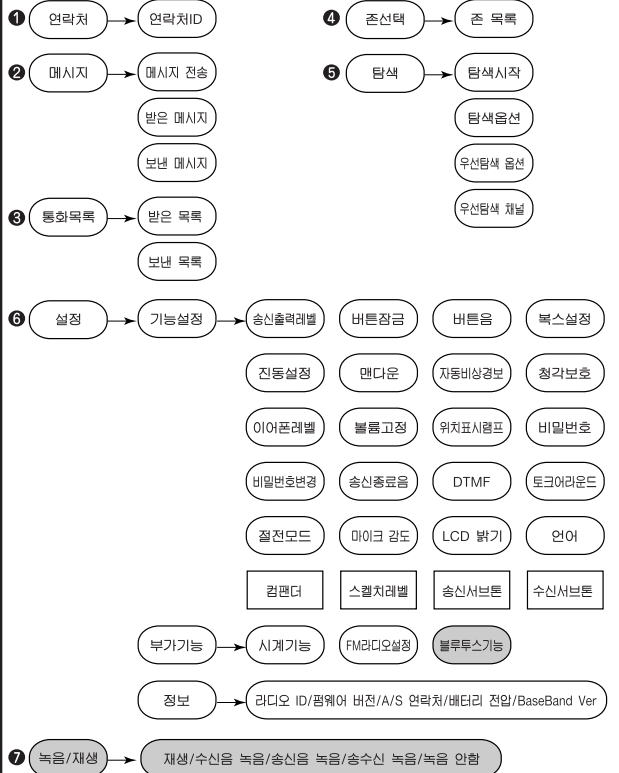 ❶ 연락처 연락처ID
❷ 메시지 메시지 전송
받은 메시지
보낸 메시지
❸ 통화목록 받은 목록
보낸 목록
❹ 존선택 존 목록
❺ 탐색 탐색시작
탐색옵션
우선탐색 옵션
우선탐색 채널
❻ 설정 기능설정 송신출력레벨 버튼잠금 버튼음 복스설정
진동설정 맨다운 자동비상경보 청각보호
이어폰레벨 볼륨고정 위치표시램프 비밀번호
비밀번호변경 송신종료음 DTMF 토크어라운드
절전모드 마이크 감도 LCD 밝기 언어
컴팬더 스켈치레벨 송신서브톤 수신서브톤
부가기능 시계기능 FM라디오설정 블루투스기능
정보 라디오 ID/펌웨어 버전/A/S 연락처/배터리 전압/BaseBand Ver
❼ 녹음/재생 재생/수신음 녹음/송신음 녹음/송수신 녹음/녹음 안함